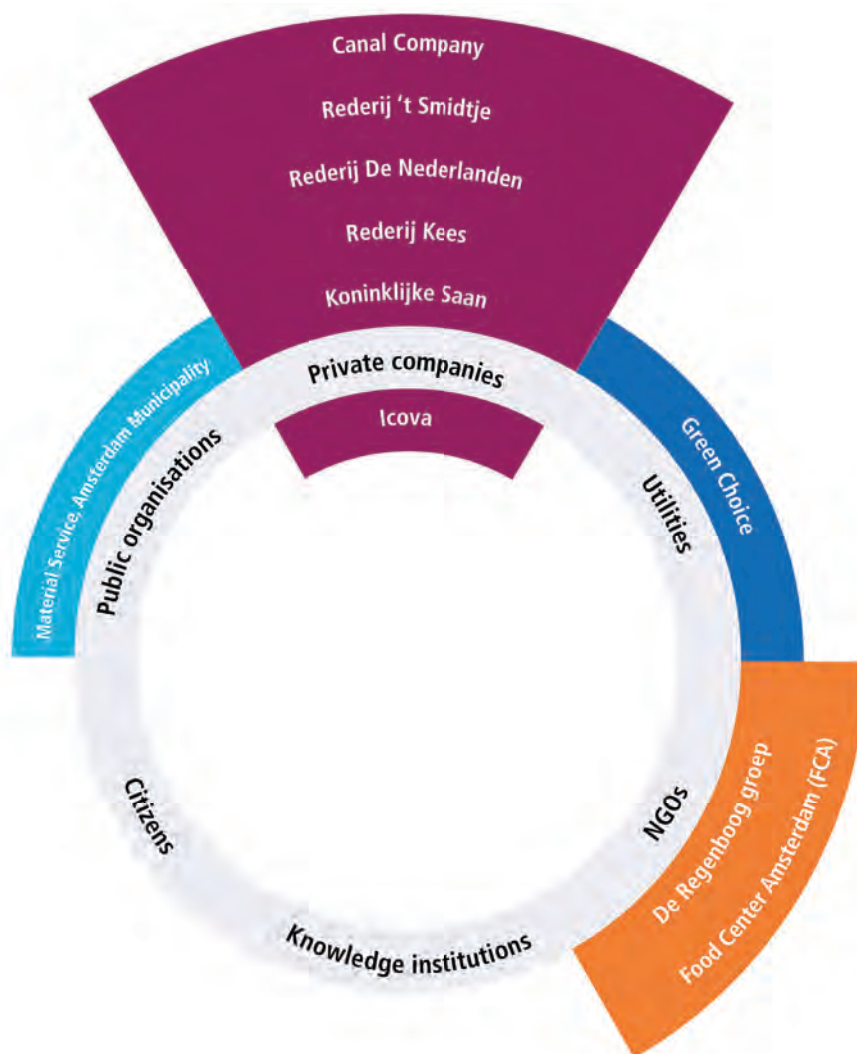 Canal Company
Rederij 't Smidtje
Rederij De Nederlanden
Rederij Kees
Koninklijke Saan
Private companies
Icova
Material Service, Amsterdam Municipality
Public organisations
Utilities
Green Choice
Citizens
NGOs
De Regenboog groep
Food Center Amsterdam (FCA)
Knowledge institutions